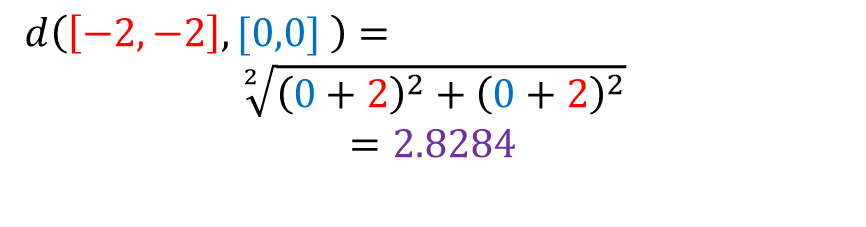 d([−2, −2], [0,0] ) =
²√(0 + 2)² + (0 + 2)²
= 2.8284